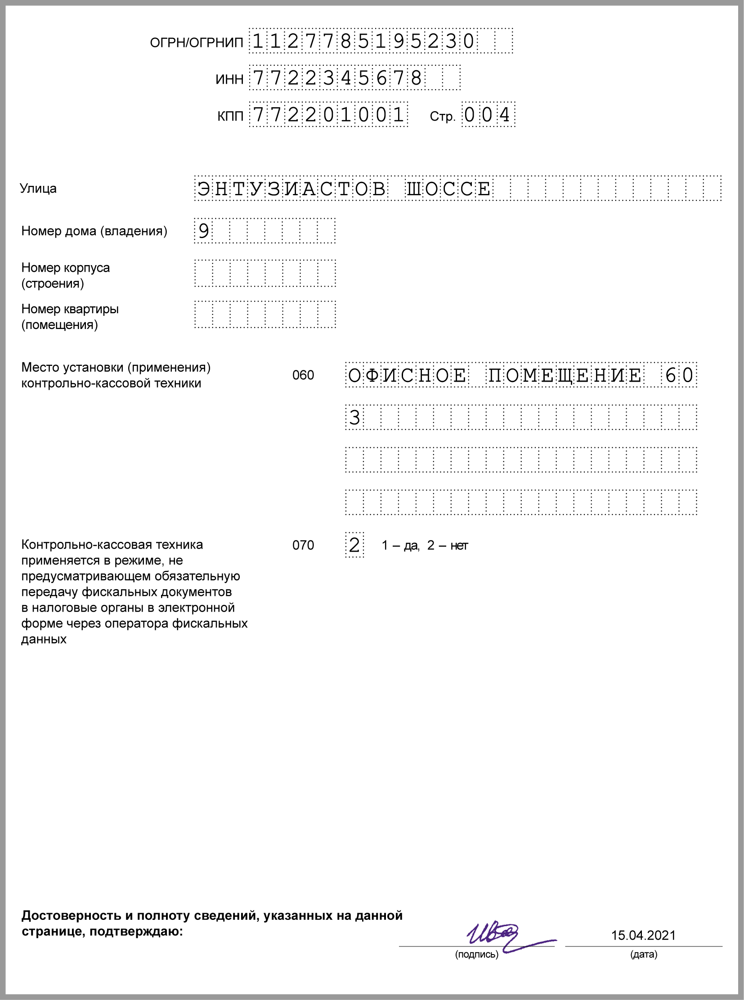 ОГРН/ОГРНИП 1127785195230
ИНН 7722345678
КПП 772201001 Стр. 004
Улица ЭНТУЗИАСТОВ ШОССЕ
Номер дома (владения) 9
Номер корпуса
(строения)
Номер квартиры
(помещения)
Место установки (применения) 060 ОФИСНОЕ ПОМЕЩЕНИЕ 60
контрольно-кассовой техники
3
Контрольно-кассовая техника 070 2 1 – да, 2 – нет
применяется в режиме, не
предусматривающем обязательную
передачу фискальных документов
в налоговые органы в электронной
форме через оператора фискальных
данных
Достоверность и полноту сведений, указанных на данной
странице, подтверждаю:
15.04.2021
(подпись) (дата)